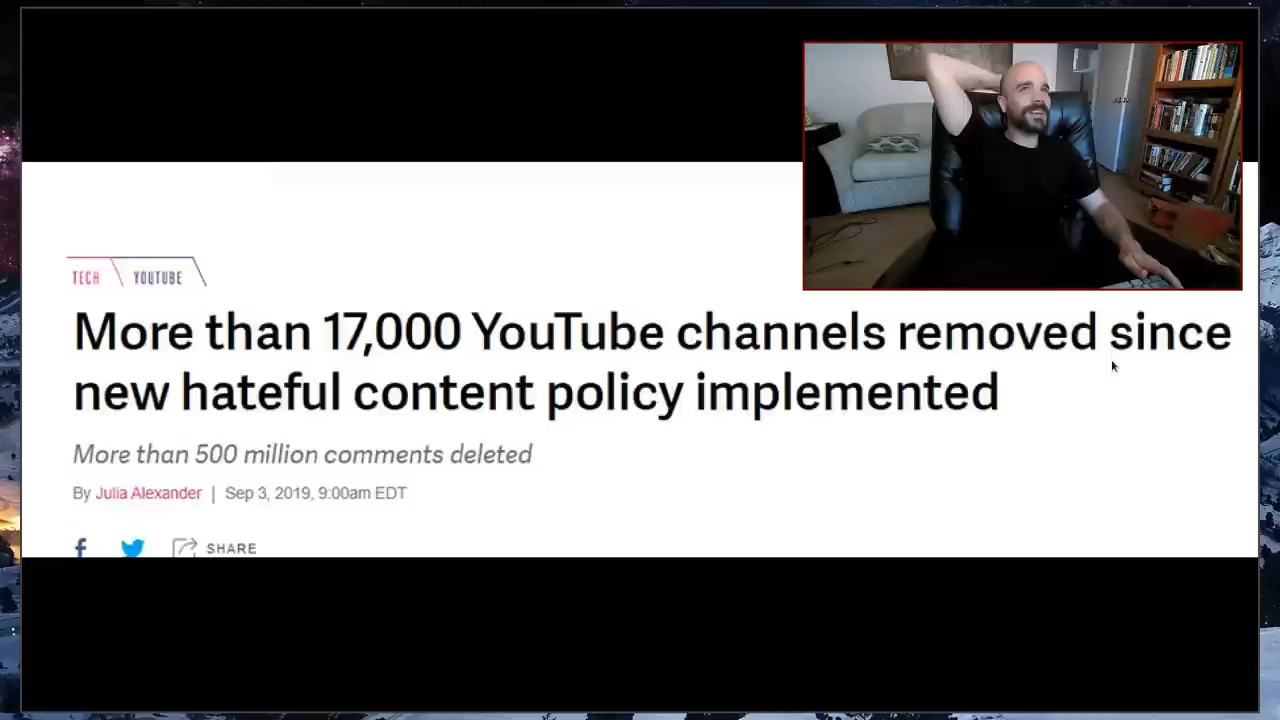 TECH YOUTUBE
More than 17,000 YouTube channels removed since
new hateful content policy implemented
More than 500 million comments deleted
By Julia Alexander | Sep 3, 2019, 9:00am EDT
SHARE